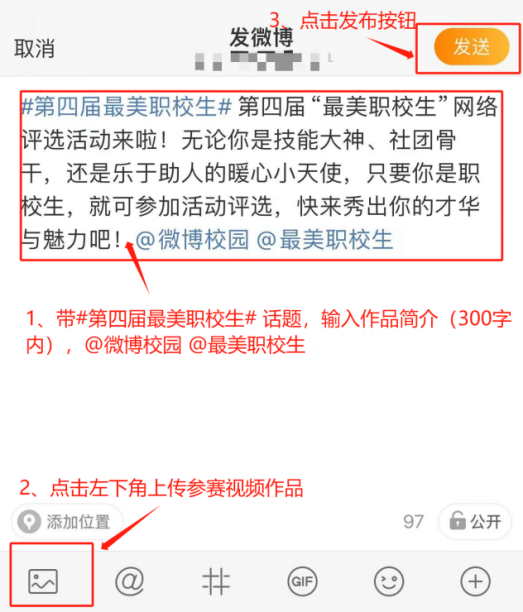 3、点击发布按钮
取消
发微博
发送
#第四届最美职校生# 第四届“最美职校生”网络
评选活动来啦！无论你是技能大神、社团骨
干，还是乐于助人的暖心小天使，只要你是职
校生，就可参加活动评选，快来秀出你的才华
与魅力吧！@微博校园 @最美职校生
1、带#第四届最美职校生# 话题，输入作品简介（300字
内）,@微博校园 @最美职校生
2、点击左下角上传参赛视频作品
添加位置
97
公开
GIF